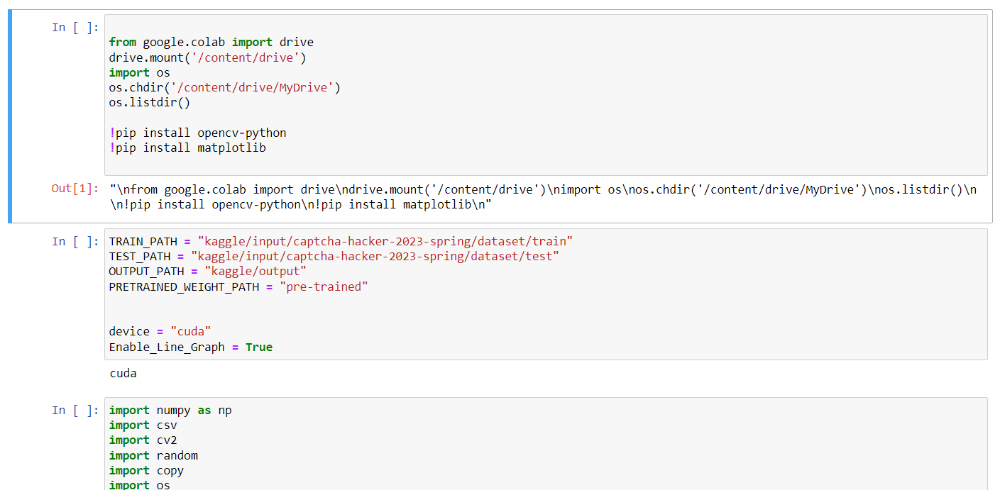 In [ ]:
from google.colab import drive
drive.mount('/content/drive')
import os
os.chdir('/content/drive/MyDrive')
os.listdir()
!pip install opencv-python
!pip install matplotlib
Out[1]: "\nfrom google.colab import drive\ndrive.mount('/content/drive')\nimport os\nos.chdir('/content/drive/MyDrive')\nos.listdir()\n
\n!pip install opencv-python\n!pip install matplotlib\n"
In [ ]: TRAIN_PATH = "kaggle/input/captcha-hacker-2023-spring/dataset/train"
TEST_PATH = "kaggle/input/captcha-hacker-2023-spring/dataset/test"
OUTPUT_PATH = "kaggle/output"
PRETRAINED_WEIGHT_PATH = "pre-trained"
device = "cuda"
Enable_Line_Graph = True
cuda
In [ ]: import numpy as np
import csv
import cv2
import random
import copy
import os